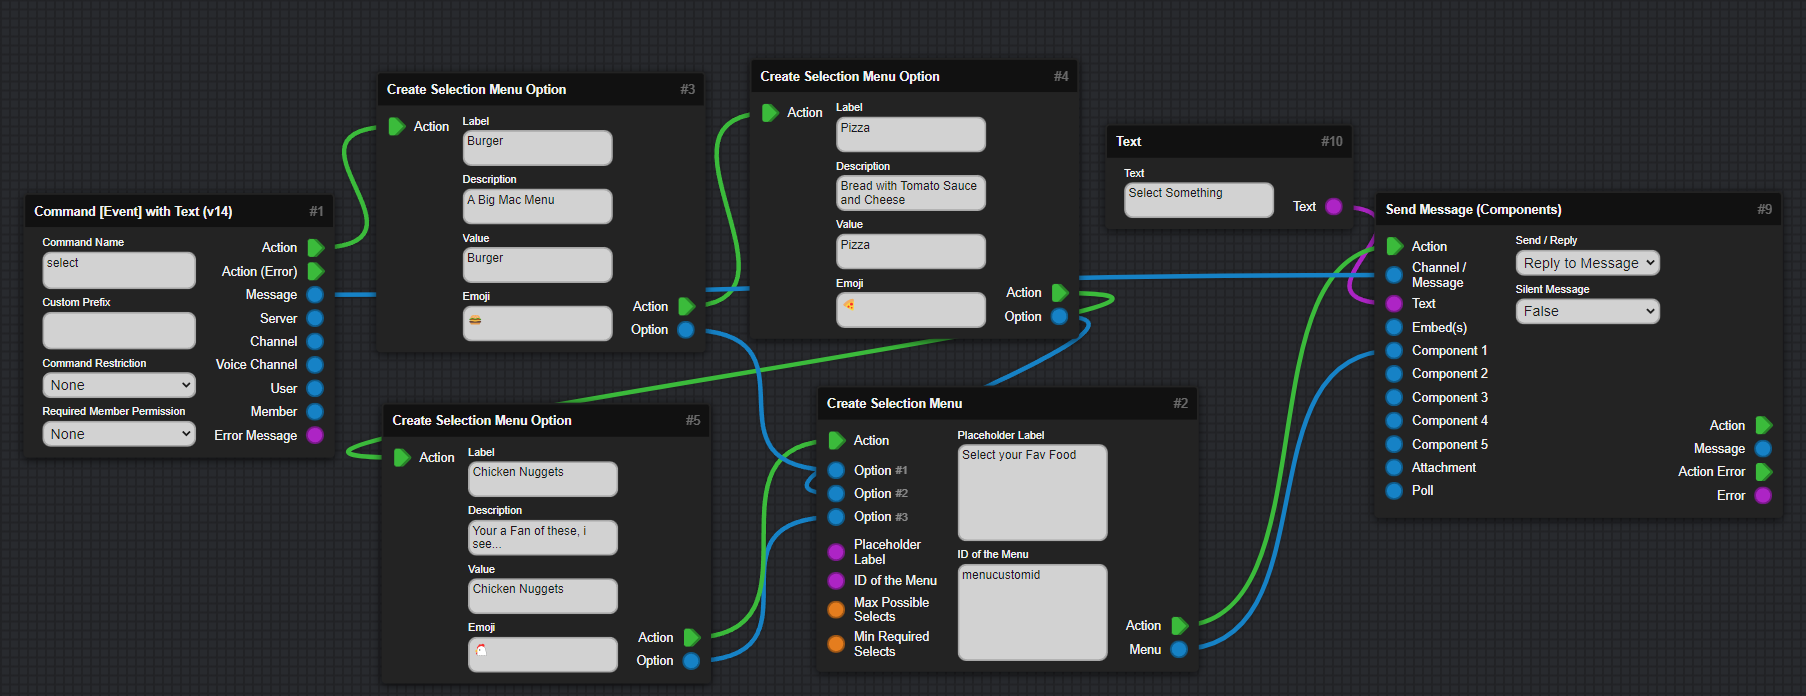 Command [Event] with Text (v14) #1
Command Name
select
Custom Prefix
Command Restriction
None
Required Member Permission
None
Action
Action (Error)
Message
Server
Channel
Voice Channel
User
Member
Error Message
Create Selection Menu Option #3
Action
Label
Burger
Description
A Big Mac Menu
Value
Burger
Emoji
Action
Option
Create Selection Menu Option #4
Action
Label
Pizza
Description
Bread with Tomato Sauce
and Cheese
Value
Pizza
Emoji
Action
Option
Create Selection Menu Option #5
Action
Label
Chicken Nuggets
Description
Your a Fan of these, i
see...
Value
Chicken Nuggets
Emoji
Action
Option
Create Selection Menu #2
Action
Option #1
Option #2
Option #3
Placeholder
Label
ID of the Menu
Max Possible
Selects
Min Required
Selects
Placeholder Label
Select your Fav Food
ID of the Menu
menucustomid
Action
Menu
Text #10
Text
Select Something
Text
Send Message (Components) #9
Action
Channel /
Message
Text
Embed(s)
Component 1
Component 2
Component 3
Component 4
Component 5
Attachment
Poll
Send / Reply
Reply to Message
Silent Message
False
Action
Message
Action Error
Error